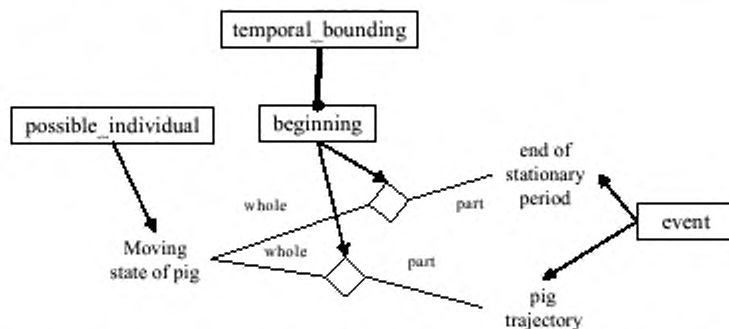 temporal_bounding
possible_individual
beginning
end of
stationary
period
whole
part
event
Moving
state of pig
whole
part
pig
trajectory